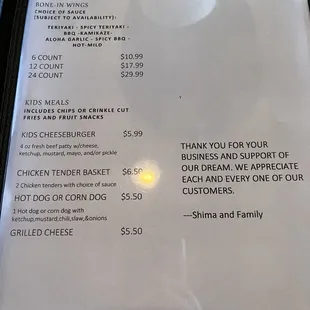 BONE-IN WINGS
CHOICE OF SAUCE
(SUBJECT TO AVAILABILITY):
TERIYAKI - SPICY TERIYAKI -
BBQ -KAMIKAZE-
ALOHA GARLIC - SPICY BBQ -
HOT-MILD
6 COUNT $10.99
12 COUNT $17.99
24 COUNT $29.99
KIDS MEALS
INCLUDES CHIPS OR CRINKLE CUT
FRIES AND FRUIT SNACKS
KIDS CHEESEBURGER $5.99
4 oz fresh beef patty w/cheese,
ketchup, mustard, mayo, and/or pickle
CHICKEN TENDER BASKET $6.50
2 Chicken tenders with choice of sauce
HOT DOG OR CORN DOG $5.50
1 Hot dog or corn dog with
ketchup,mustard,chili,slaw,&onions
GRILLED CHEESE $5.50
THANK YOU FOR YOUR
BUSINESS AND SUPPORT OF
OUR DREAM. WE APPRECIATE
EACH AND EVERY ONE OF OUR
CUSTOMERS.
---Shima and Family